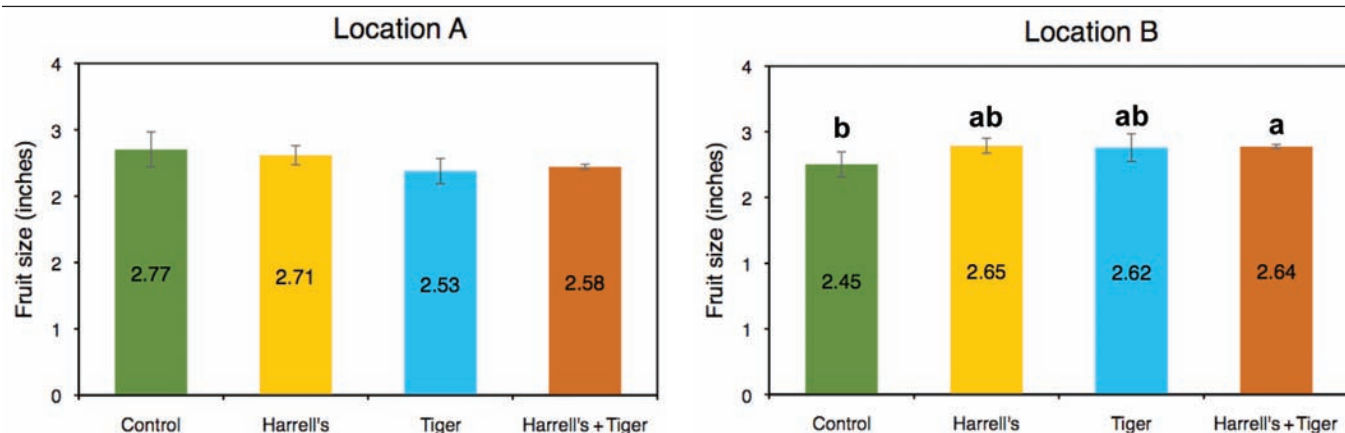 Location A
Fruit size (inches)
4
3
2
2
1
0
2.77
2.71
2.53
2.58
Control
Harrell's
Tiger
Harrell's + Tiger
Location B
Fruit size (inches)
4
3
2
1
1
0
b
ab
ab
a
2.45
2.65
2.62
2.64
Control
Harrell's
Tiger
Harrell's + Tiger